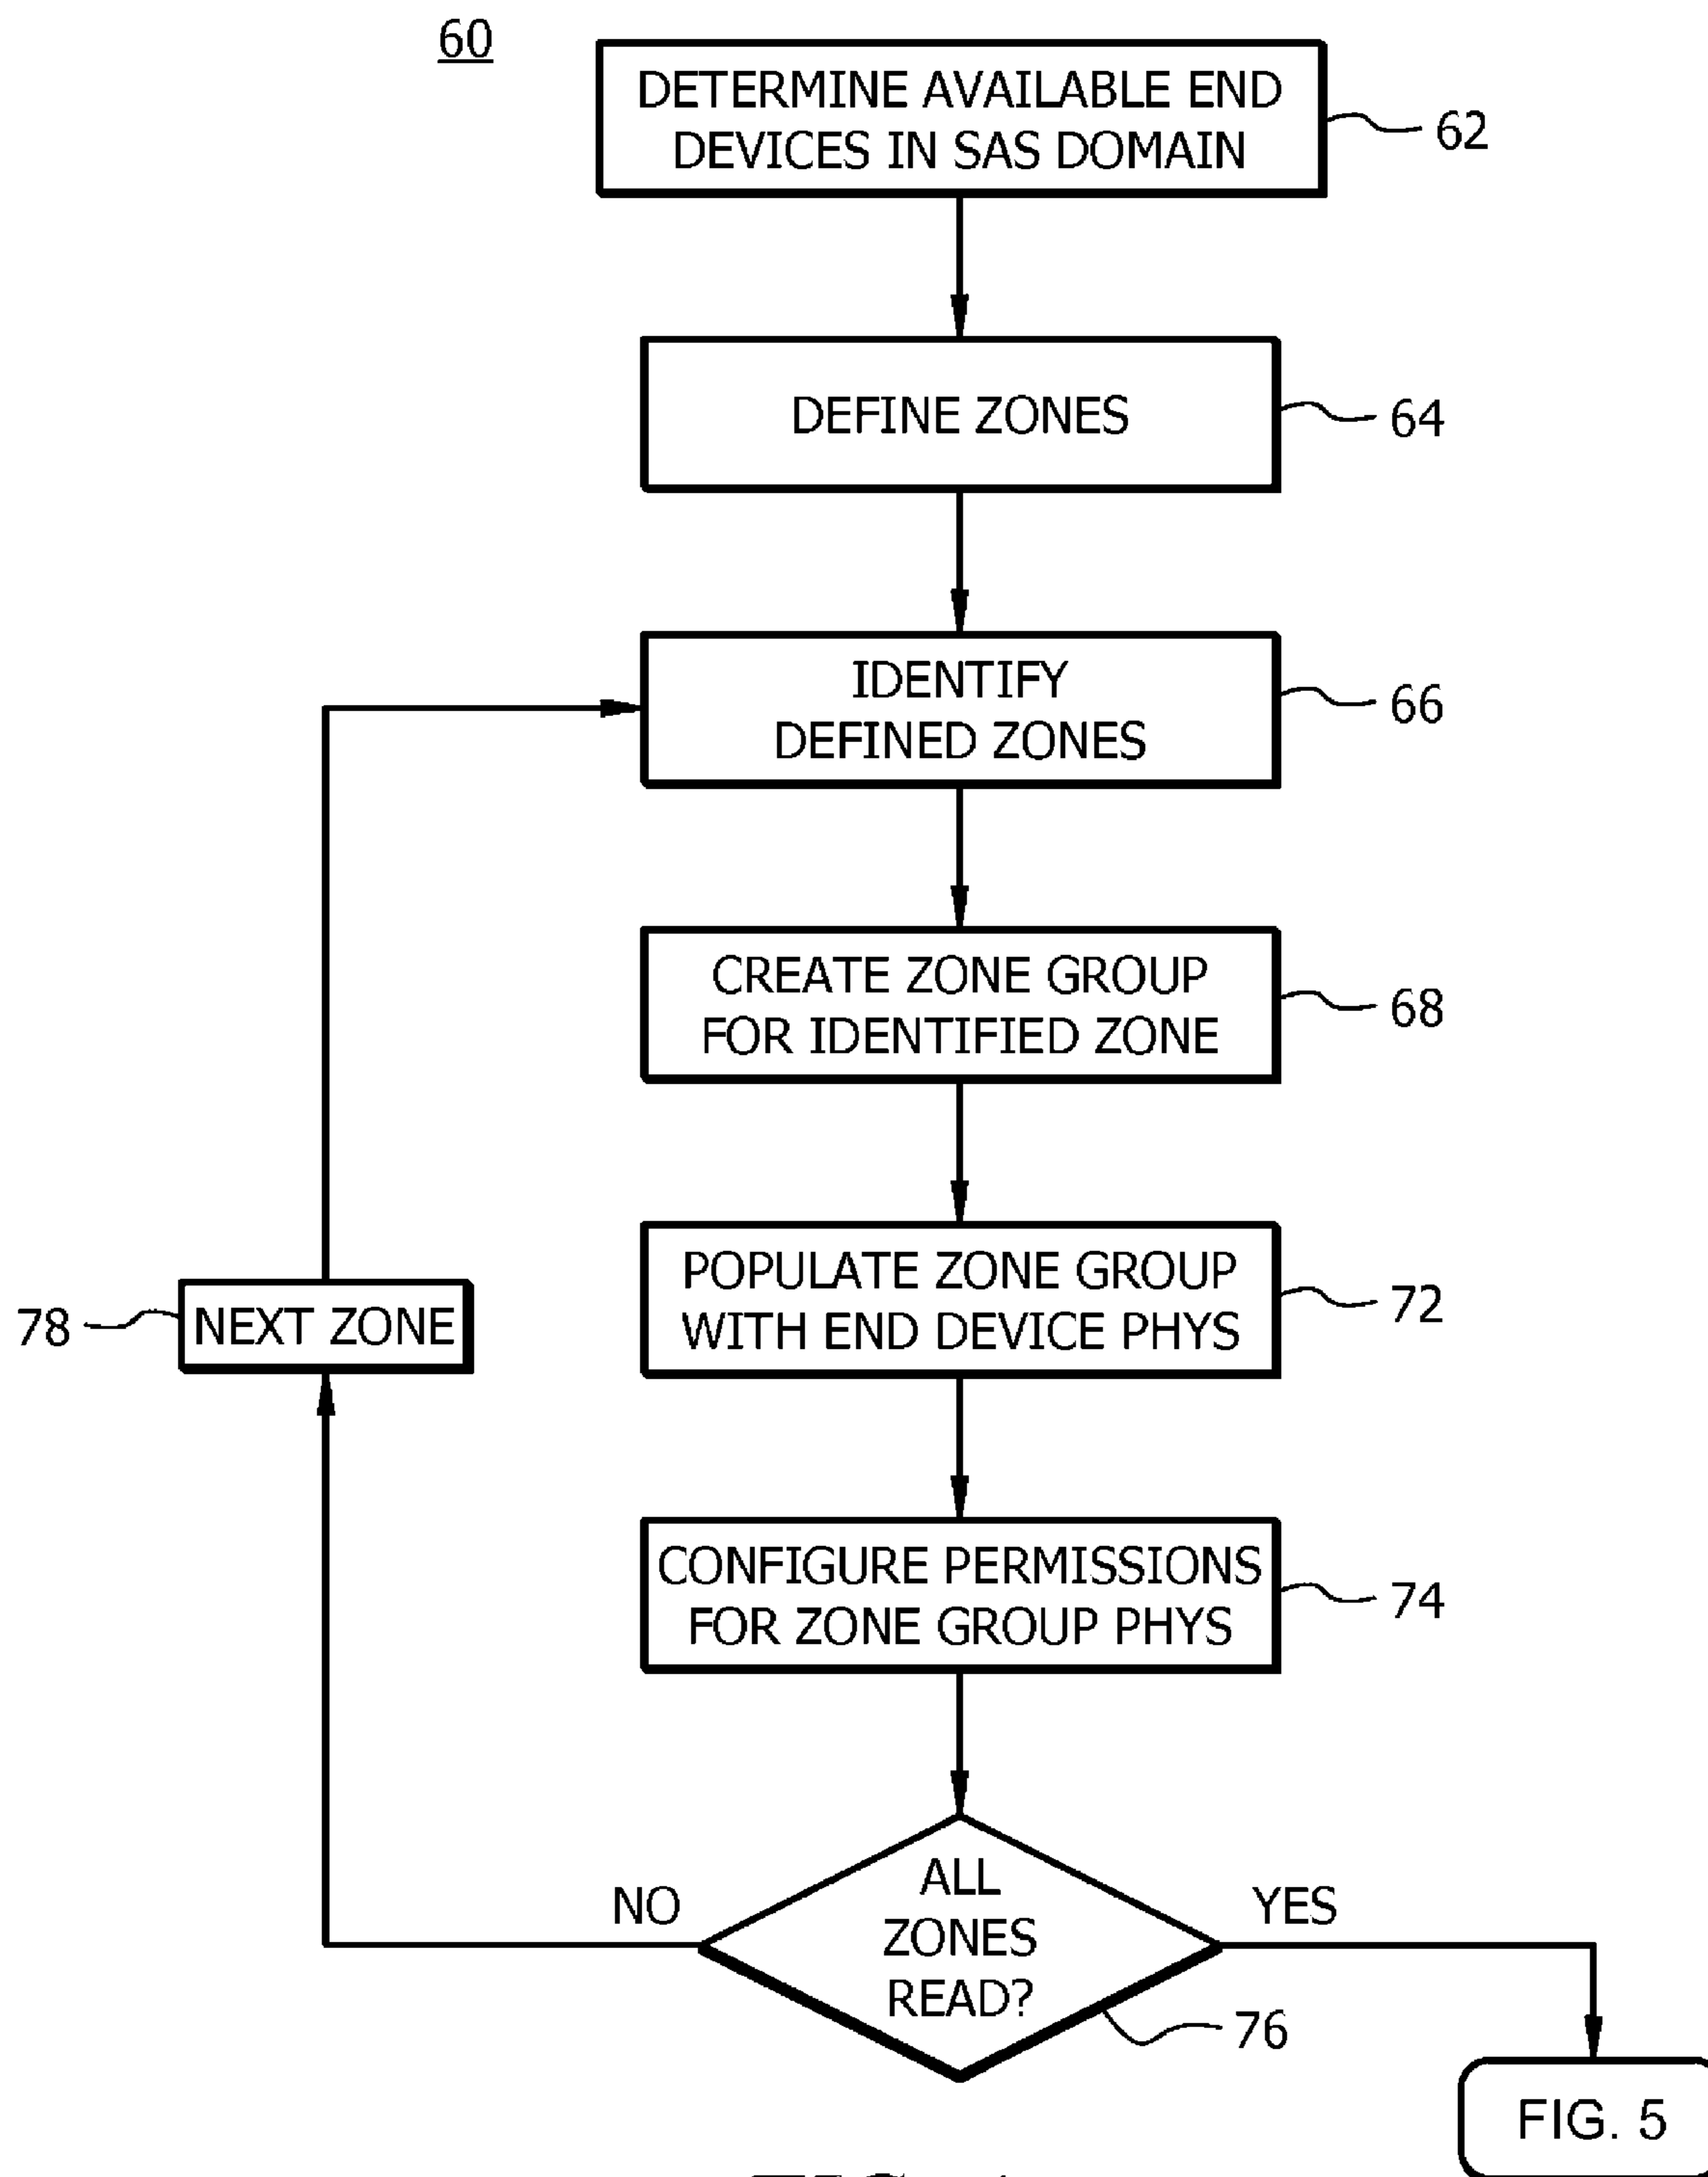 60
DETERMINE AVAILABLE END
DEVICES IN SAS DOMAIN
62
DEFINE ZONES
64
IDENTIFY
DEFINED ZONES
66
CREATE ZONE GROUP
FOR IDENTIFIED ZONE
68
POPULATE ZONE GROUP
WITH END DEVICE PHYS
72
78
NEXT ZONE
CONFIGURE PERMISSIONS
FOR ZONE GROUP PHYS
74
NO
ALL
ZONES
READ?
YES
76
FIG. 5